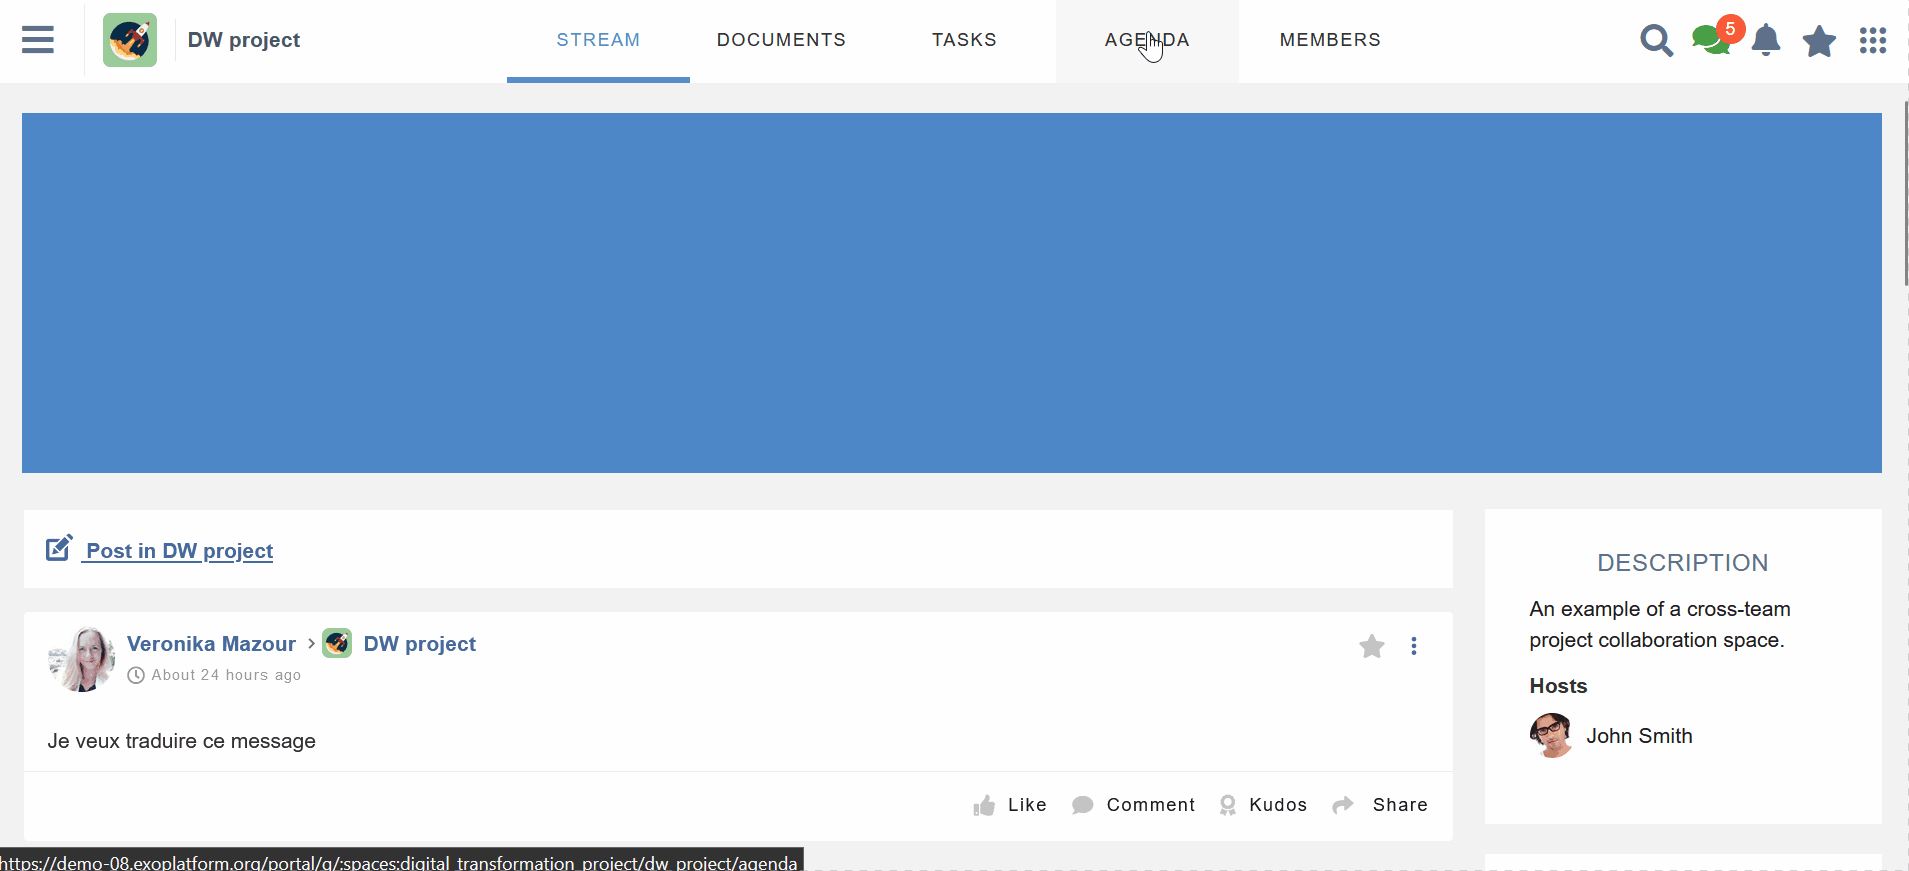 DW project
STREAM
DOCUMENTS
TASKS
AGENDA
MEMBERS
5
Post in DW project
Veronika Mazour
DW project
About 24 hours ago
Je veux traduire ce message
Like
Comment
Kudos
Share
DESCRIPTION
An example of a cross-team
project collaboration space.
Hosts
John Smith
https://demo-08.exoplatform.org/portal/g/:spaces:digital_transformation_project/dw_project/agenda